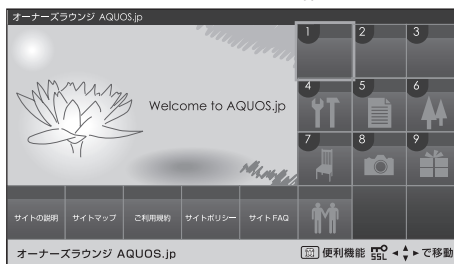 オーナーズラウンジ AQUOS.jp
1 2 3
Welcome to AQUOS.jp
4 5 6
7 8 9
サイトの説明 サイトマップ ご利用規約 サイトポリシー サイトFAQ
オーナーズラウンジ AQUOS.jp 便利機能 SSL で移動